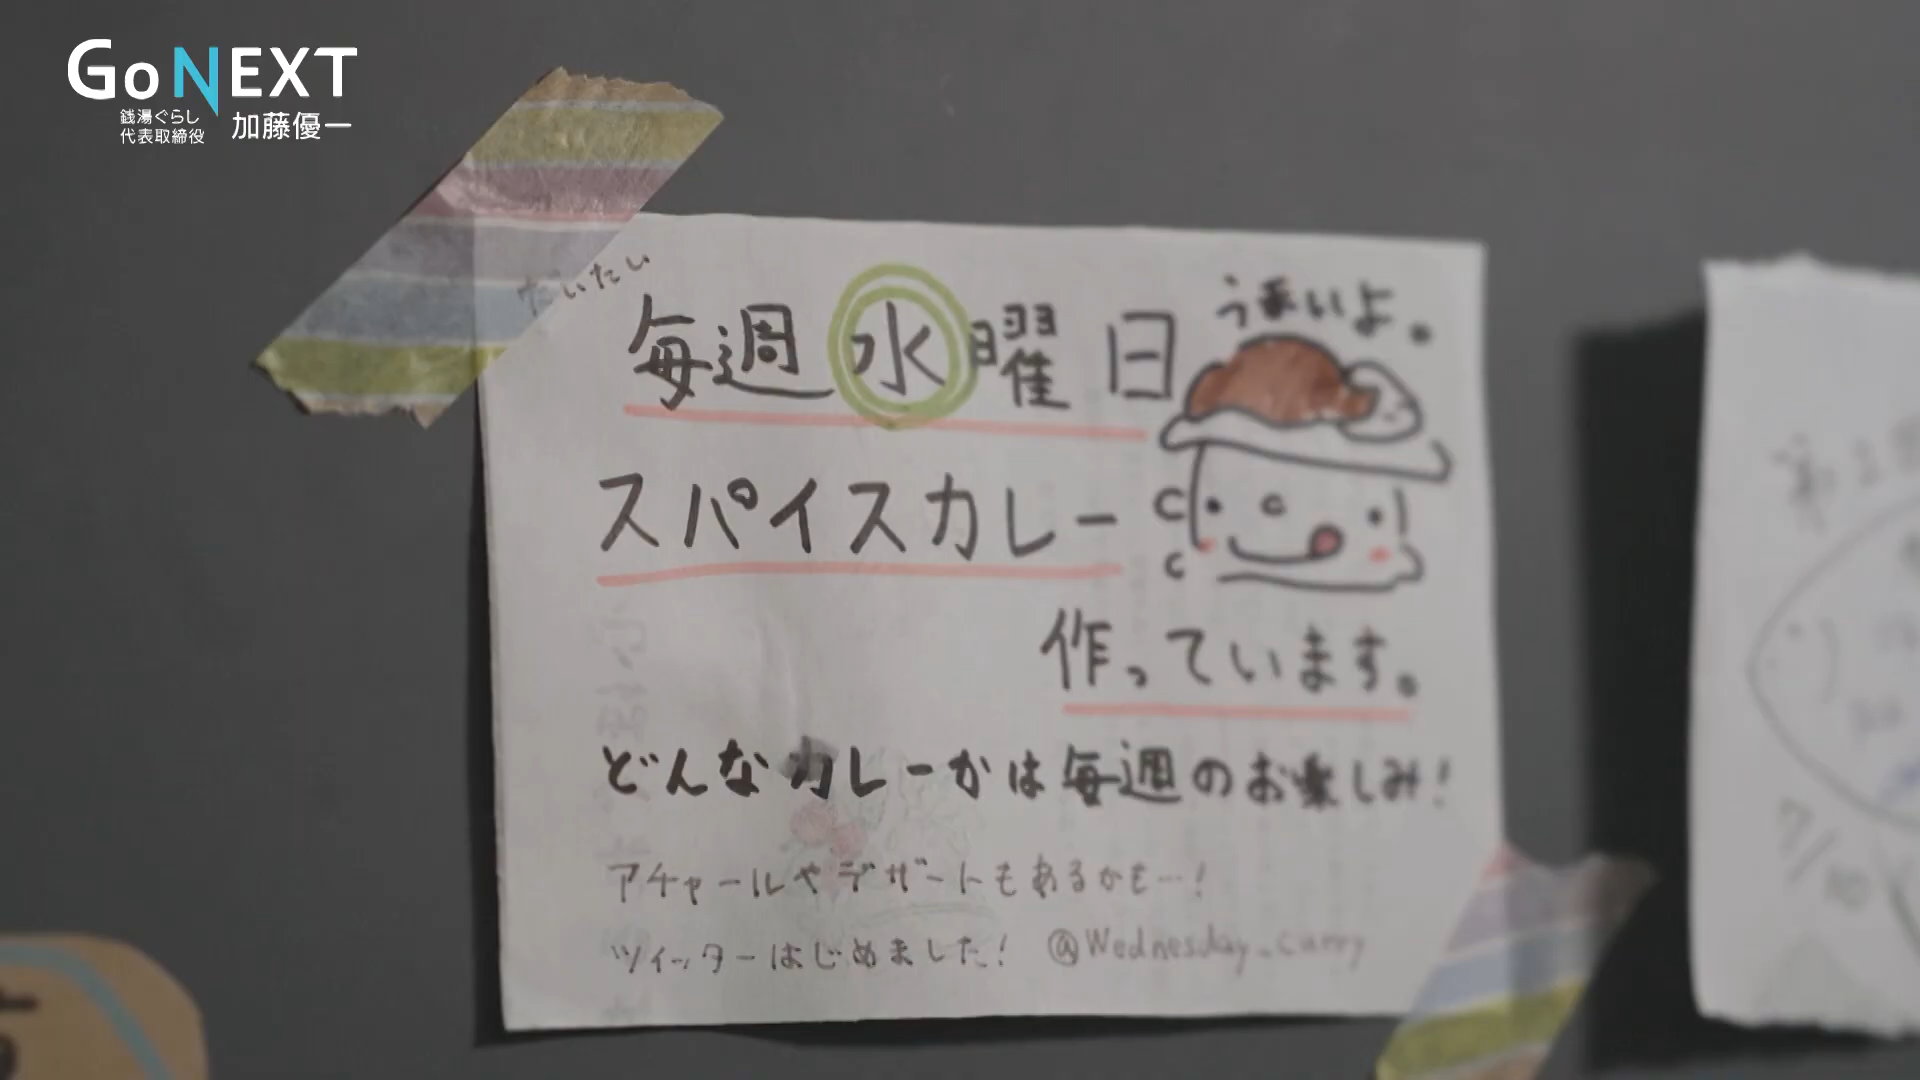 GO NEXT
銭湯ぐらし
代表取締役 加藤優一
だいたい
毎週水曜日
うまいよ。
スパイスカレー
作っています。
どんなカレーかは毎週のお楽しみ!
アチャールやデザートもあるかも…!
ツイッターはじめました! @Wednesday_curry
7/10